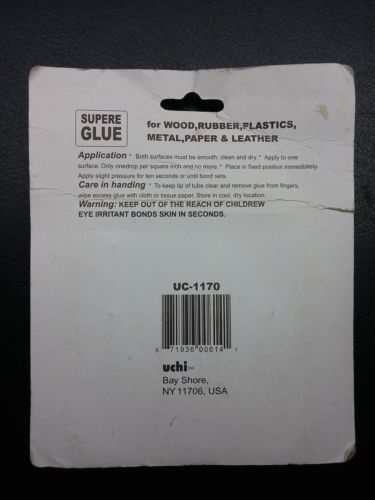 SUPERE
GLUE
for WOOD,RUBBER,PLASTICS,
METAL,PAPER & LEATHER
Application * Both surfaces must be smooth, clean and dry. * Apply to one
surface. Only onedrop per square inch and no more. * Place in fixed position immediately.
Apply slight pressure for ten seconds or until bond sets.
Care in handing * To keep tip of tube clear and remove glue from fingers,
wipe excess glue with cloth or tissue paper. Store in cool, dry location.
Warning: KEEP OUT OF THE REACH OF CHILDREW
EYE IRRITANT BONDS SKIN IN SECONDS.
UC-1170
8 71936 00614 1
uchi inc.
Bay Shore,
NY 11706, USA